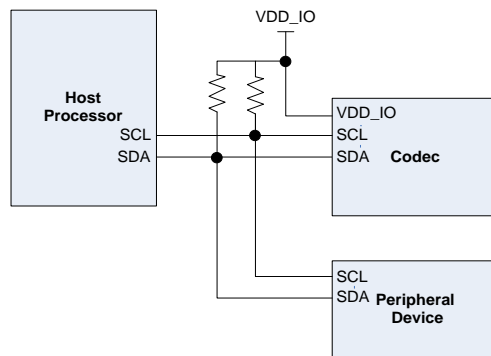 VDD_IO
Host
Processor
SCL
SDA
VDD_IO
SCL
SDA
Codec
SCL
SDA
Peripheral
Device